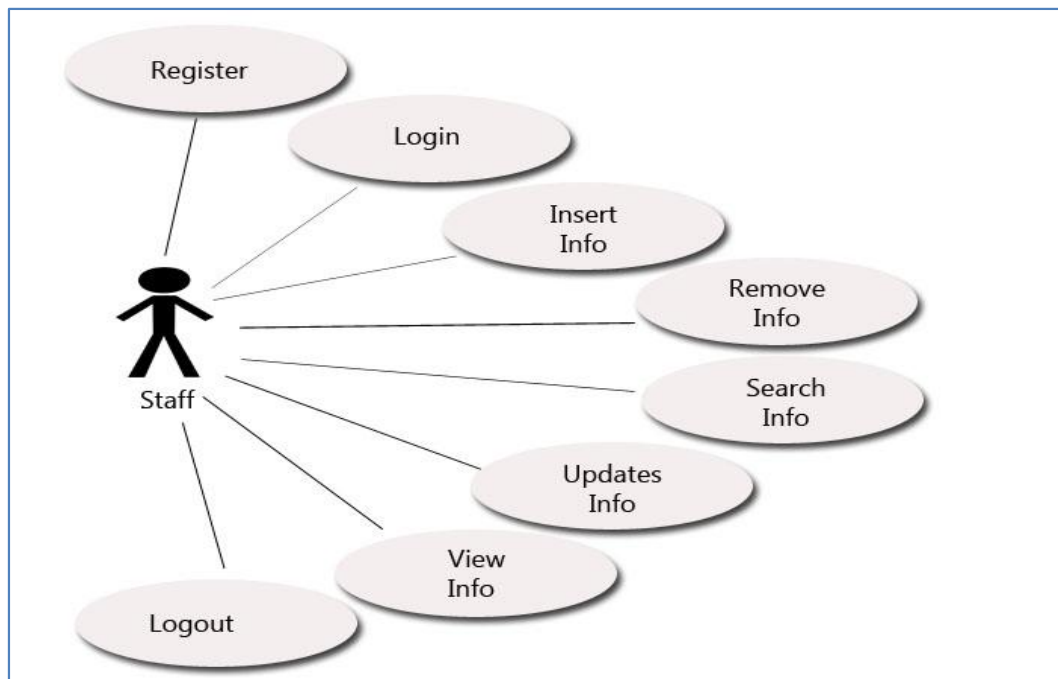 Register
Login
Insert
Info
Remove
Info
Search
Info
Staff
Updates
Info
View
Info
Logout